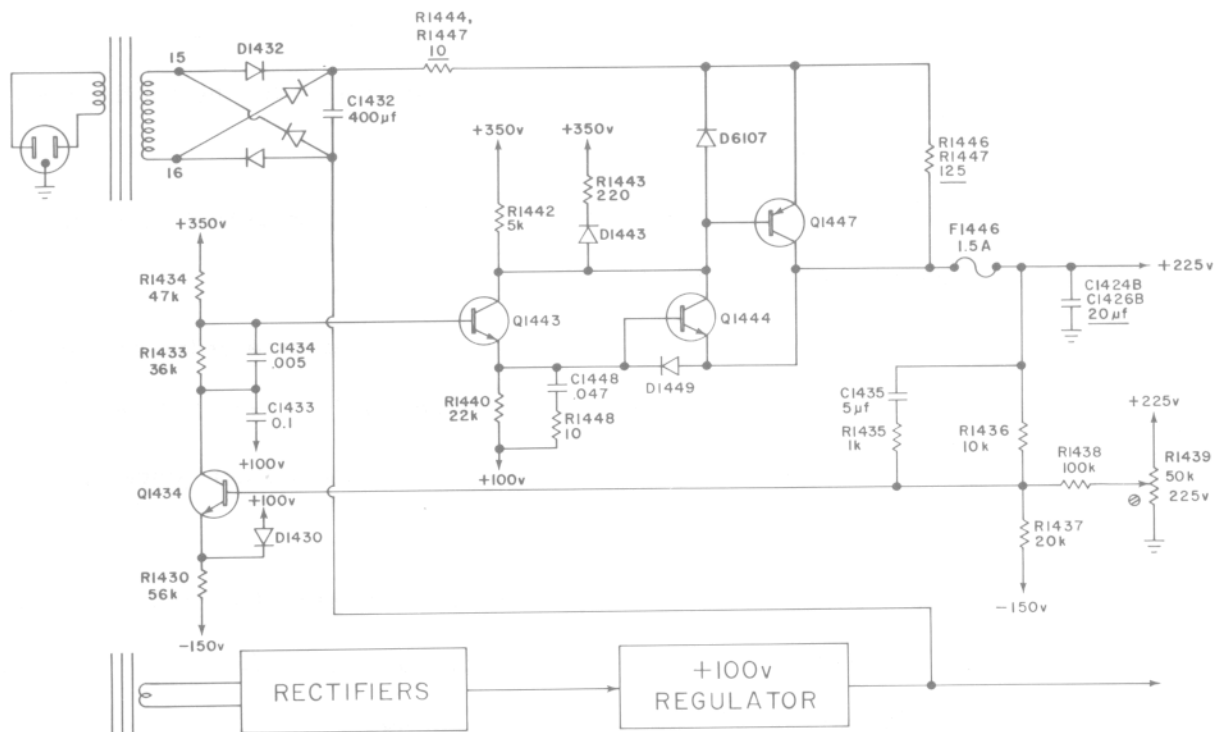 R1444,
R1447
10
15
D1432
C1432
400µf
16
+350v
+350v
D6107
R1446
R1447
125
R1443
220
R1442
5k
D1443
Q1447
F1446
1.5A
+225v
+350v
R1434
47k
Q1443
Q1444
C1424B
C1426B
20µf
R1433
36k
C1434
.005
C1448
.047
D1449
C1433
0.1
R1440
22k
R1448
10
C1435
5µf
R1435
1k
R1436
10k
+225v
+100v
+100v
R1438
100k
R1439
50k
225v
Q1434
+100v
D1430
R1437
20k
R1430
56k
-150v
-150v
RECTIFIERS
+100v
REGULATOR